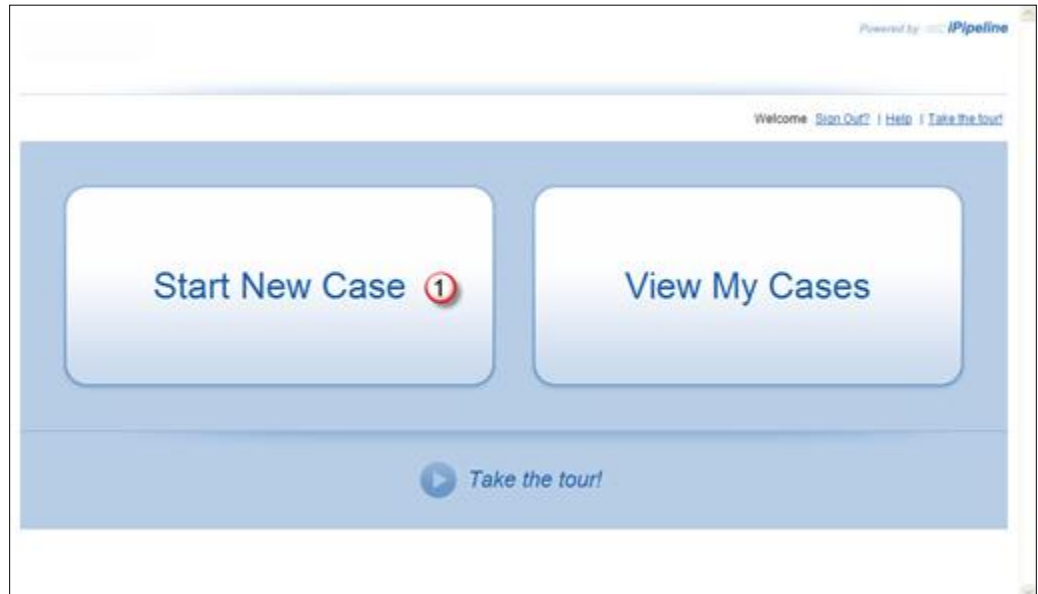 Powered by iPipeline
Welcome Sign Out? | Help | Take the tour!
Start New Case 1
View My Cases
Take the tour!